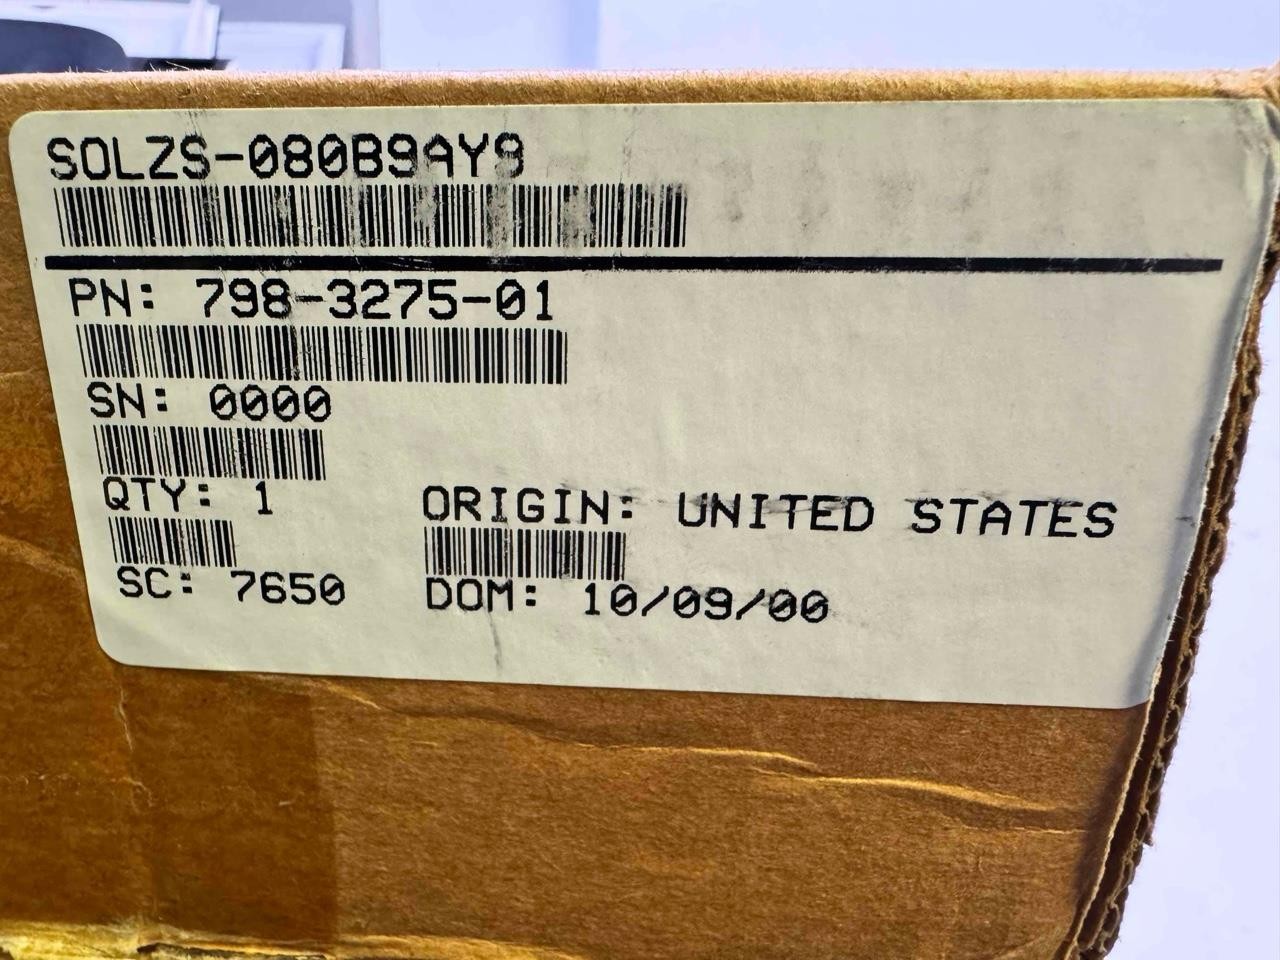 SOLZS-080B9AY9
PN: 798-3275-01
SN: 0000
QTY: 1
ORIGIN: UNITED STATES
SC: 7650
DOM: 10/09/00